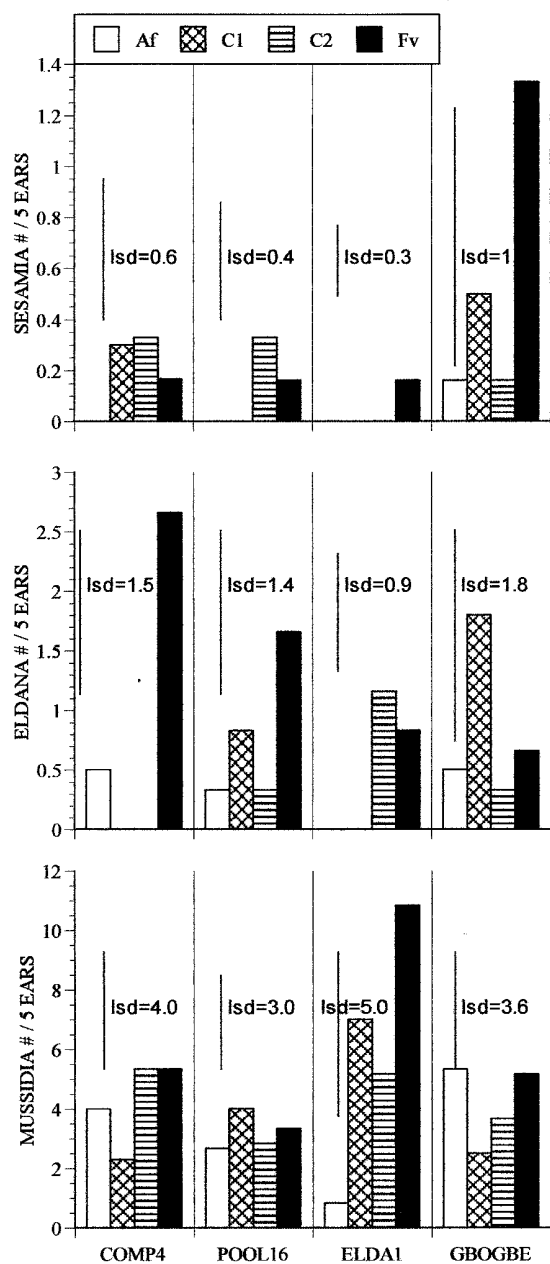 Af C1 C2 Fv
SESAMIA # / 5 EARS
1.4
1.2
1
0.8
0.6
0.4
0.2
0
lsd=0.6 lsd=0.4 lsd=0.3 lsd=1.
ELDANA # / 5 EARS
3
2.5
2
1.5
1
0.5
0
lsd=1.5 lsd=1.4 lsd=0.9 lsd=1.8
MUSSIDIA # / 5 EARS
12
10
8
6
4
2
0
lsd=4.0 lsd=3.0 lsd=5.0 lsd=3.6
COMP4 POOL16 ELDA1 GBOGBE